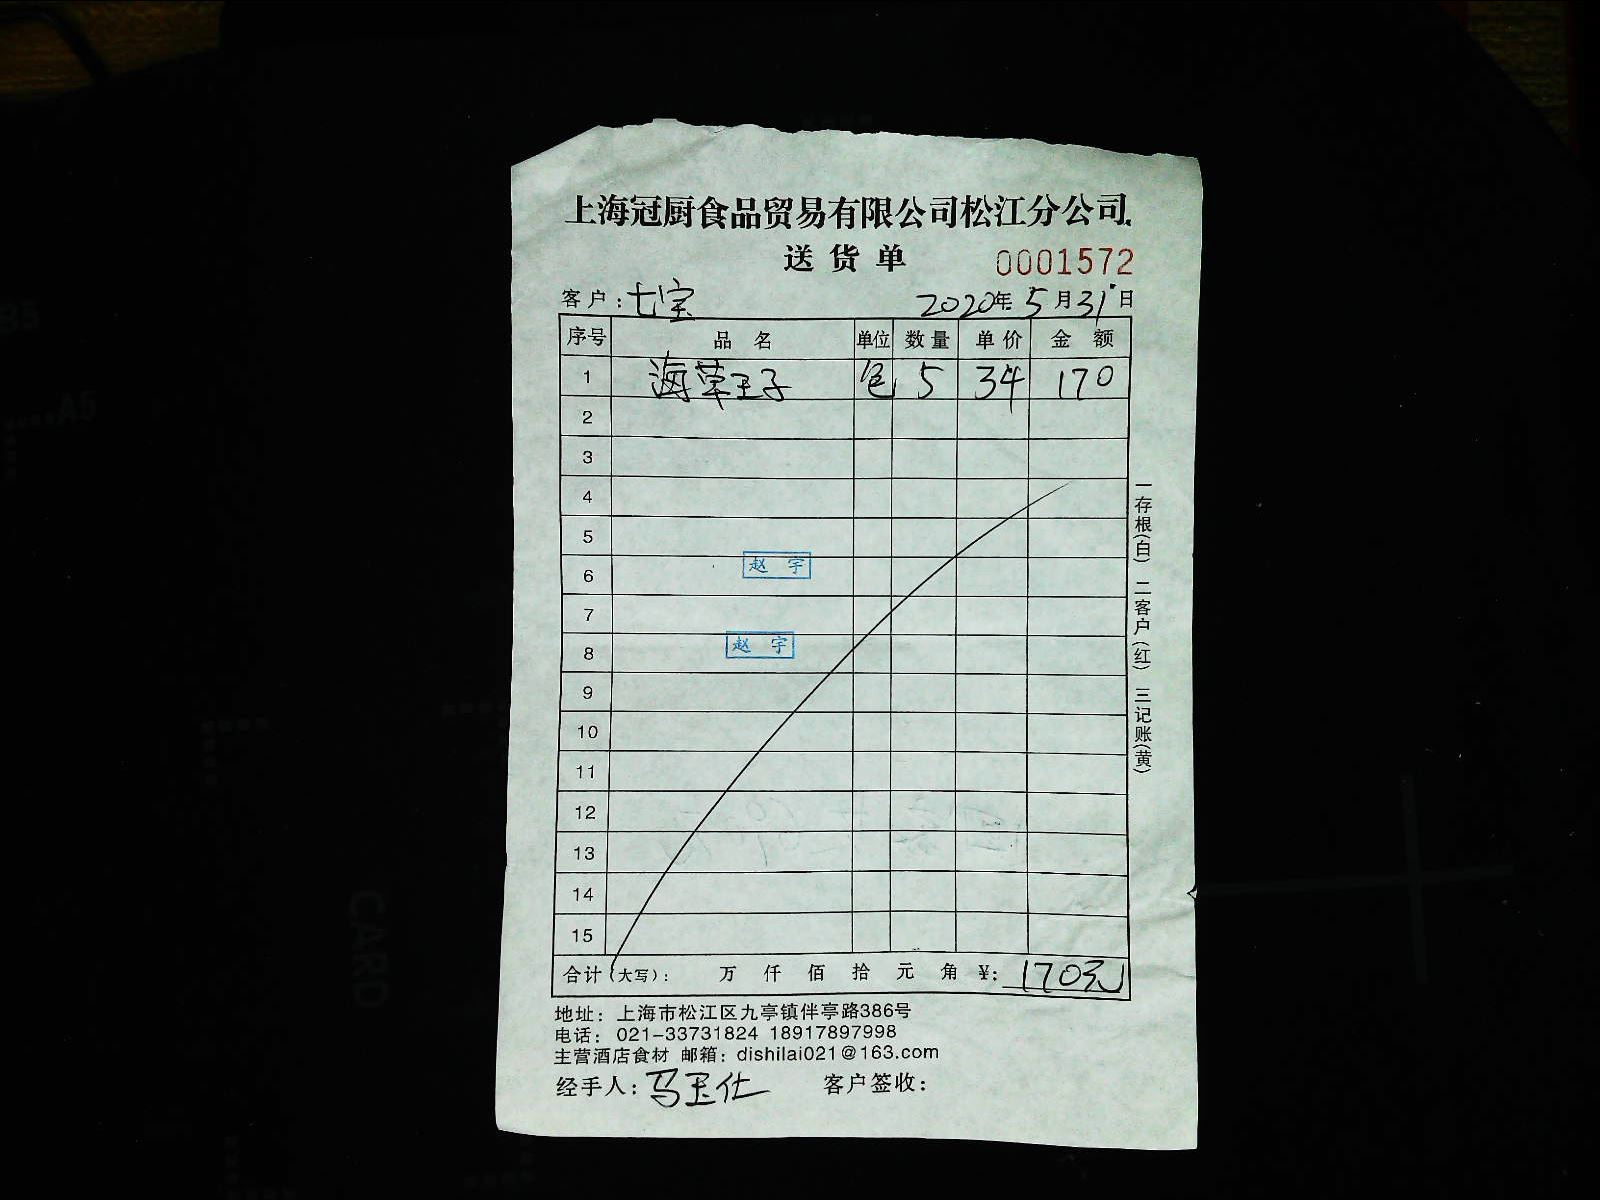 上海冠厨食品贸易有限公司松江分公司
送货单 0001572
客户：七宝 2020年5月31日
序号 品名 单位 数量 单价 金额
1 海草王子 包 5 34 170
2
3
4
5
赵宇
6
7
赵宇
8
9
10
11
12
13
14
15
合计(大写)： 万 仟 佰 拾 元 角 ¥: 170元
地址：上海市松江区九亭镇伴亭路386号
电话：021-33731824 18917897998
主营酒店食材 邮箱：dishilai021@163.com
经手人：马玉仕 客户签收：
一存根(白) 二客户(红) 三记账(黄)
CARD
A5
B5